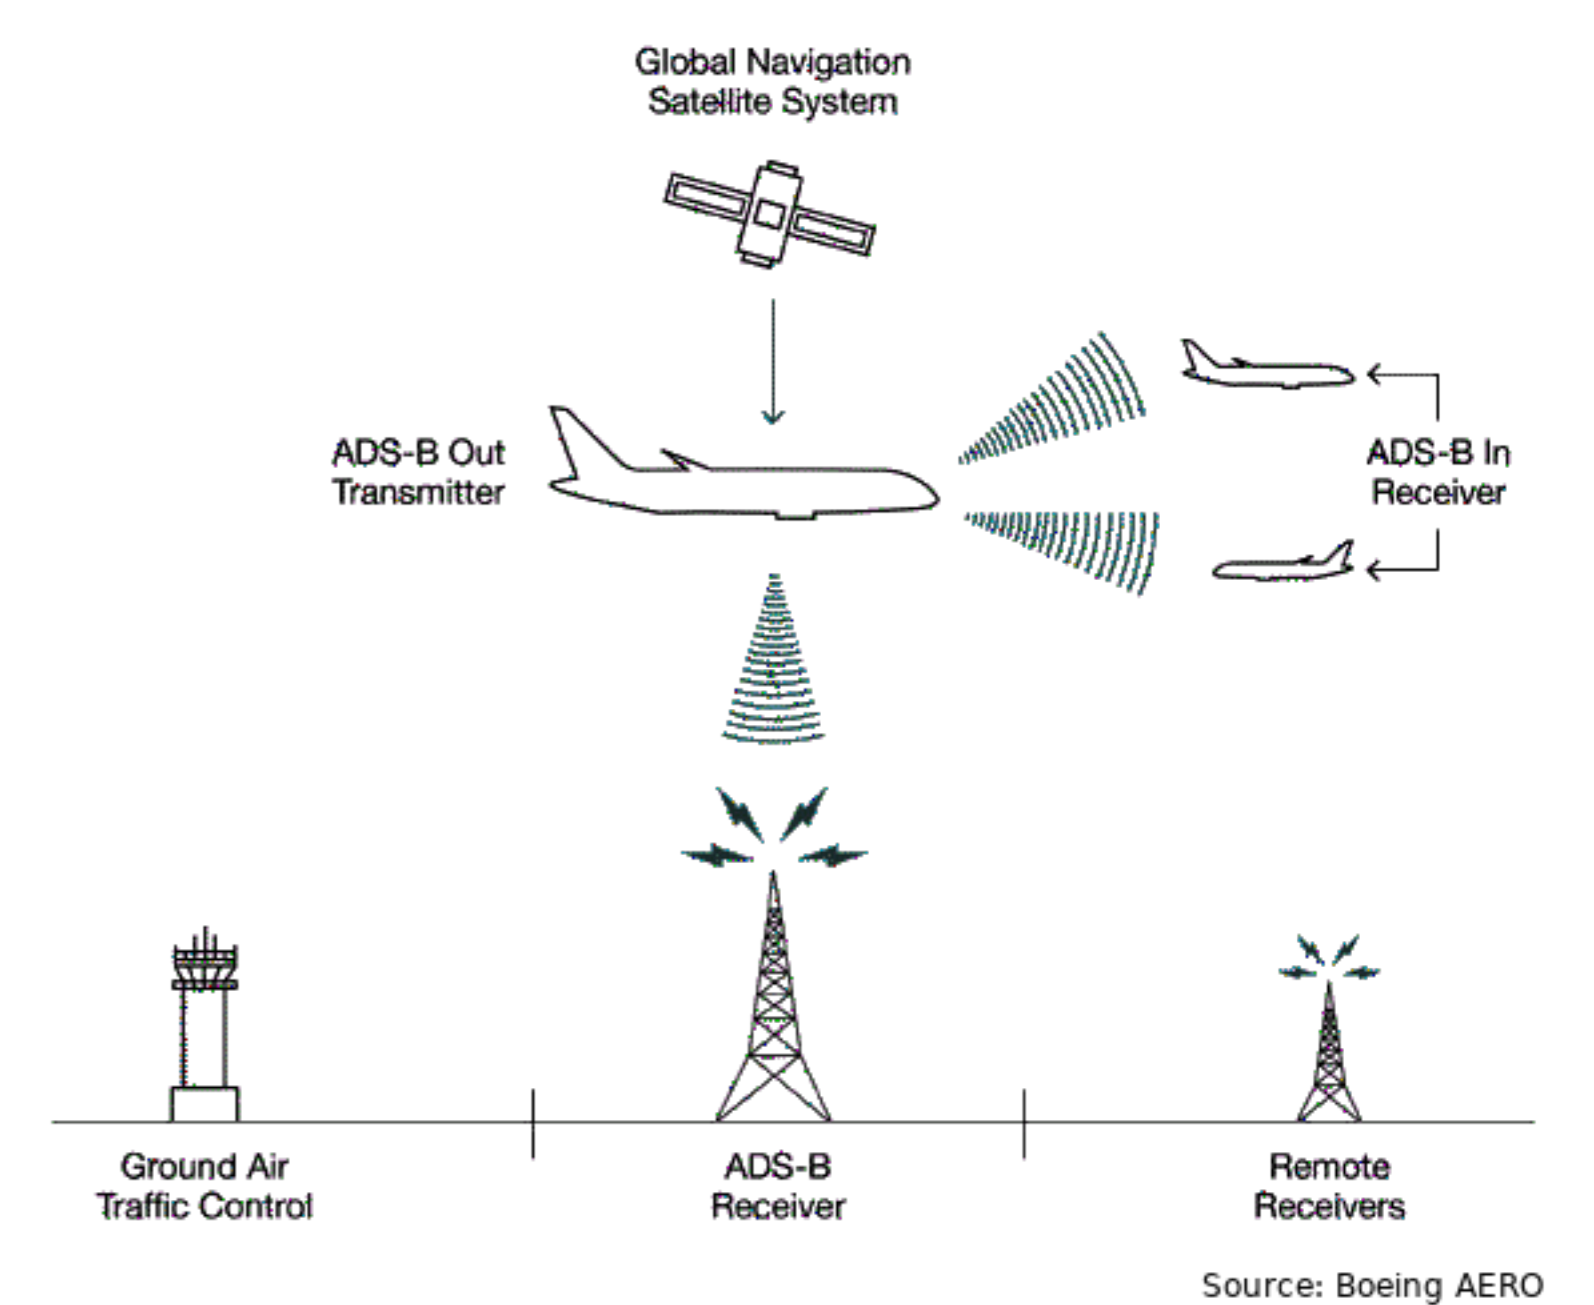 Global Navigation
Satellite System
ADS-B Out
Transmitter
ADS-B In
Receiver
Ground Air
Traffic Control
ADS-B
Receiver
Remote
Receivers
Source: Boeing AERO